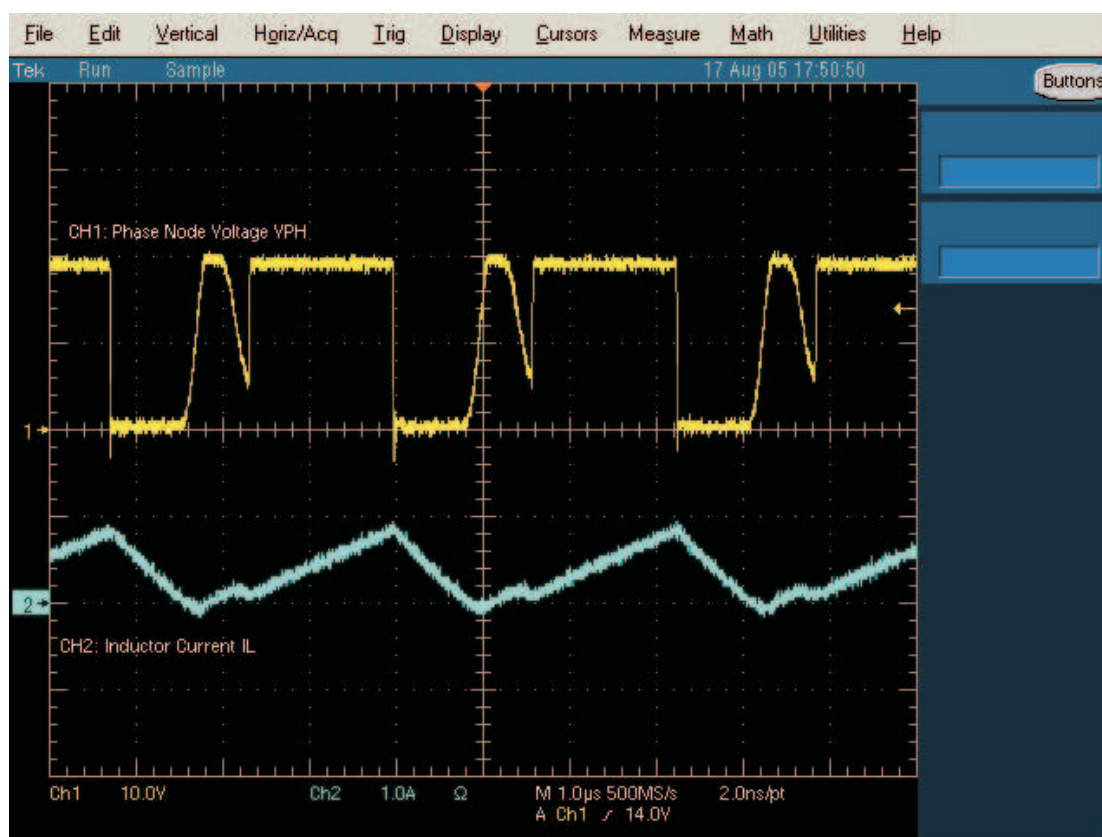 File Edit Vertical Horiz/Acq Trig Display Cursors Measure Math Utilities Help
Tek Run Sample 17 Aug 05 17:50:50
Buttons
CH1: Phase Node Voltage VPH
1
2
CH2: Inductor Current IL
Ch1 10.0V Ch2 1.0A Ω M 1.0µs 500MS/s 2.0ns/pt
A Ch1 ∕ 14.0V